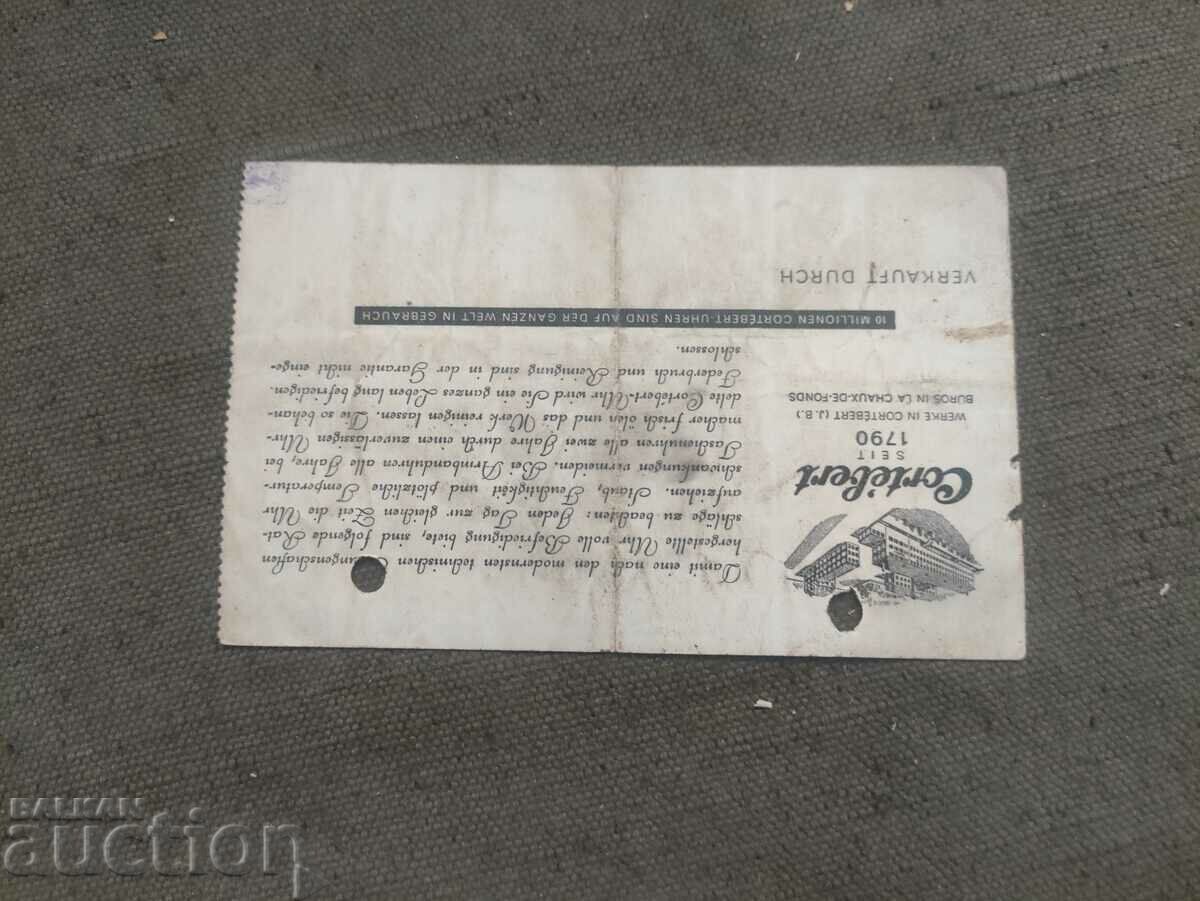 Cortébert
SEIT
1790
WERKE IN CORTÉBERT (J. B.)
BUROS IN LA CHAUX-DE-FONDS
Damit eine nach den modernsten technischen Errungenschaften
hergestellte Uhr volle Befriedigung biete, sind folgende Rat-
schläge zu beachten: Jeden Tag zur gleichen Zeit die Uhr
aufziehen. Staub, Feuchtigkeit und plötzliche Temperatur-
schwankungen vermeiden. Bei Armbanduhren alle Jahre, bei
Taschenuhren alle zwei Jahre durch einen zuverlässigen Uhr-
macher frisch ölen und das Werk reinigen lassen. Die so behan-
delte Cortébert-Uhr wird Sie ein ganzes Leben lang befriedigen.
Federbruch und Reinigung sind in der Garantie nicht einge-
schlossen.
10 MILLIONEN CORTÉBERT-UHREN SIND AUF DER GANZEN WELT IN GEBRAUCH
VERKAUFT DURCH
BALKAN
auction